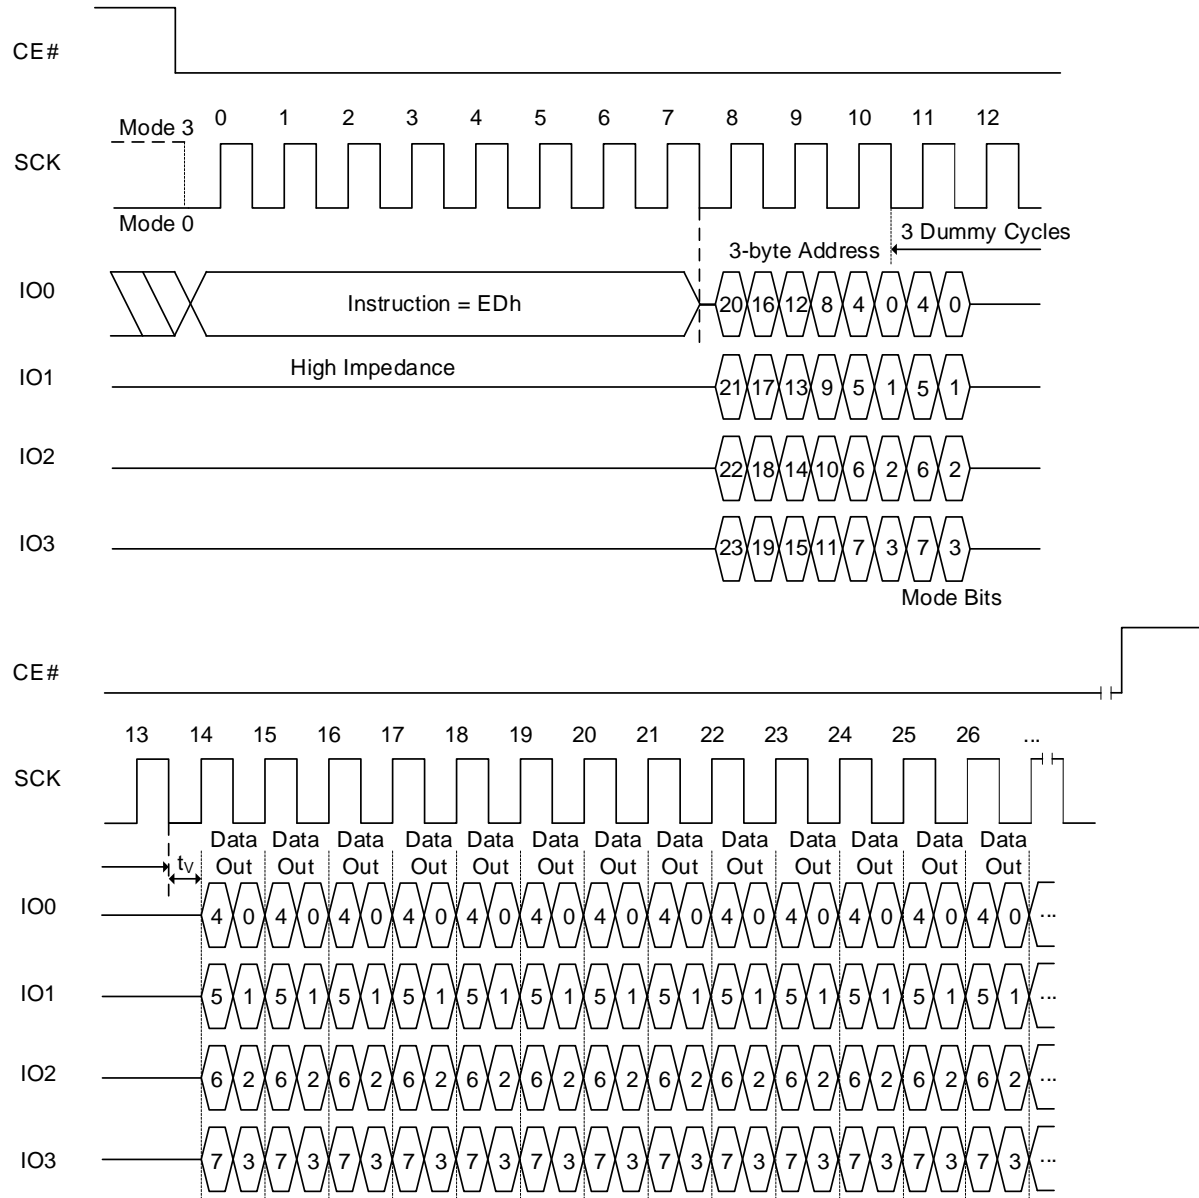 CE#
Mode 3 0 1 2 3 4 5 6 7 8 9 10 11 12
SCK
Mode 0
3 Dummy Cycles
3-byte Address
IO0 Instruction = EDh 20 16 12 8 4 0 4 0
High Impedance
IO1 21 17 13 9 5 1 5 1
IO2 22 18 14 10 6 2 6 2
IO3 23 19 15 11 7 3 7 3
Mode Bits
CE#
13 14 15 16 17 18 19 20 21 22 23 24 25 26 ...
SCK
Data Data Data Data Data Data Data Data Data Data Data Data Data
tV Out Out Out Out Out Out Out Out Out Out Out Out Out
IO0 4 0 4 0 4 0 4 0 4 0 4 0 4 0 4 0 4 0 4 0 4 0 4 0 4 0 ...
IO1 5 1 5 1 5 1 5 1 5 1 5 1 5 1 5 1 5 1 5 1 5 1 5 1 5 1 ...
IO2 6 2 6 2 6 2 6 2 6 2 6 2 6 2 6 2 6 2 6 2 6 2 6 2 6 2 ...
IO3 7 3 7 3 7 3 7 3 7 3 7 3 7 3 7 3 7 3 7 3 7 3 7 3 7 3 ...